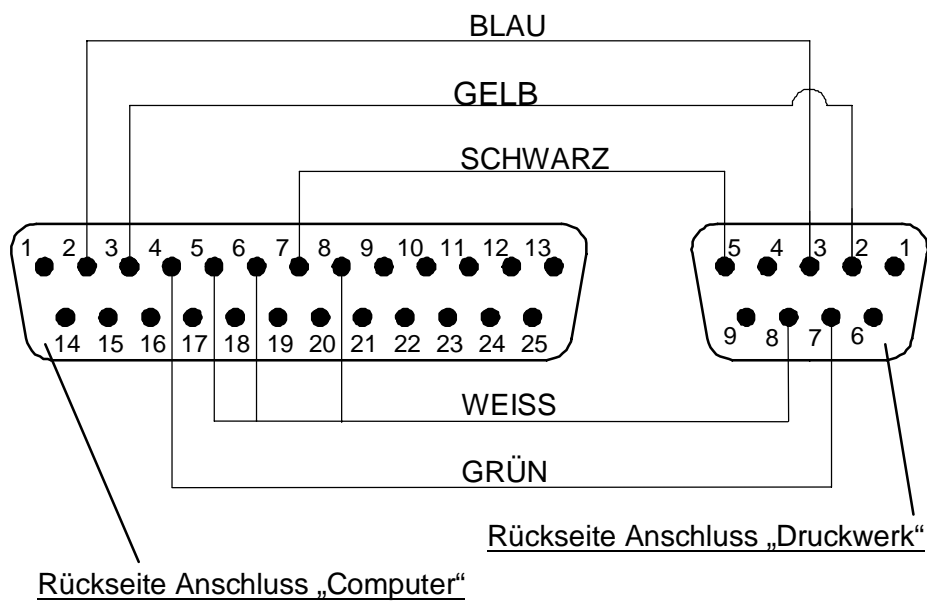 BLAU
GELB
SCHWARZ
1 2 3 4 5 6 7 8 9 10 11 12 13
14 15 16 17 18 19 20 21 22 23 24 25
5 4 3 2 1
9 8 7 6
WEISS
GRÜN
Rückseite Anschluss „Druckwerk“
Rückseite Anschluss „Computer“